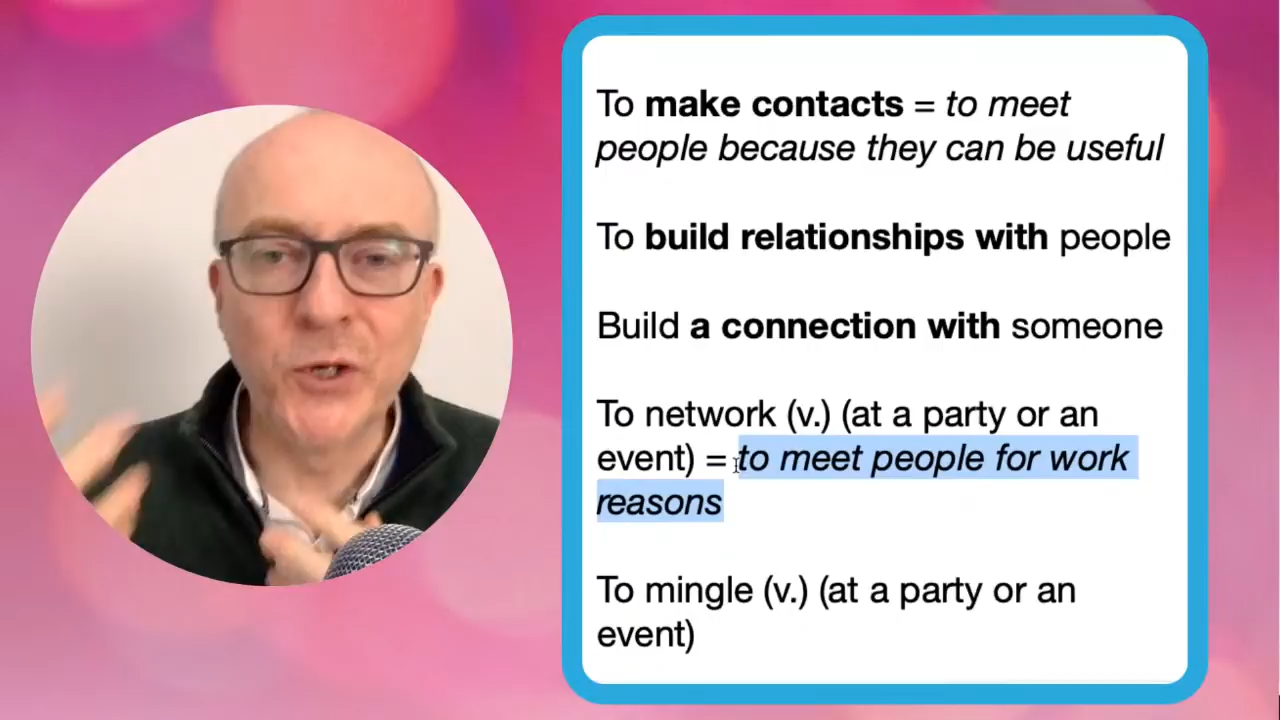 To make contacts = to meet
people because they can be useful
To build relationships with people
Build a connection with someone
To network (v.) (at a party or an
event) = to meet people for work
reasons
To mingle (v.) (at a party or an
event)